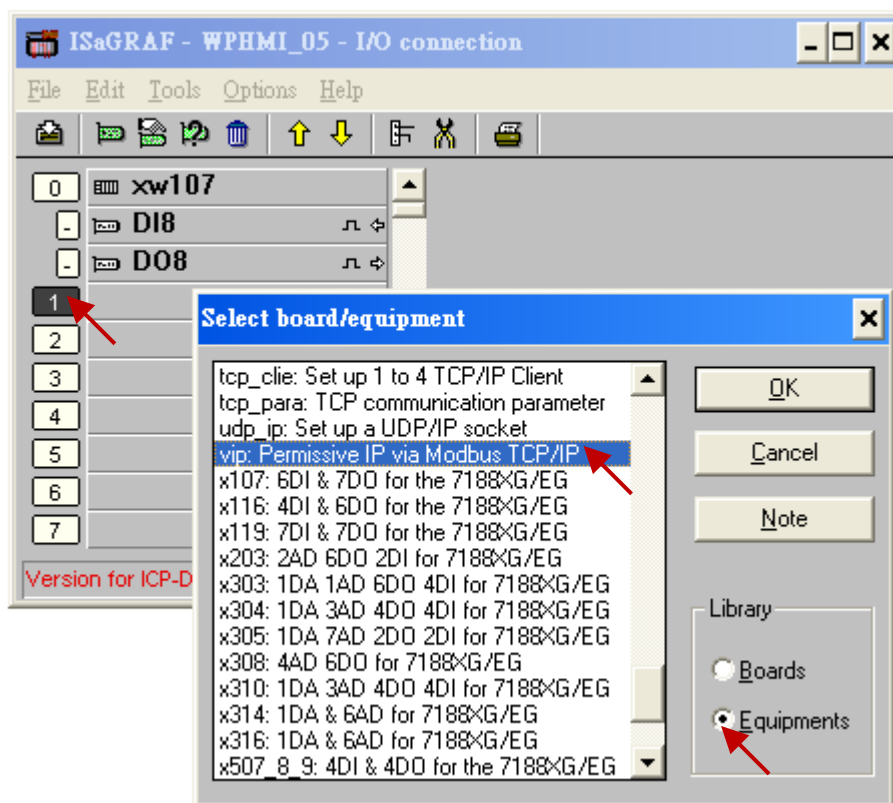 ISaGRAF - WPHMI_05 - I/O connection
File Edit Tools Options Help
0 xw107
- DI8
- DO8
1
2
3
4
5
6
7
Version for ICP-D
Select board/equipment
tcp_clie: Set up 1 to 4 TCP/IP Client
tcp_para: TCP communication parameter
udp_ip: Set up a UDP/IP socket
vip: Permissive IP via Modbus TCP/IP
x107: 6DI & 7DO for the 7188XG/EG
x116: 4DI & 6DO for the 7188XG/EG
x119: 7DI & 7DO for the 7188XG/EG
x203: 2AD 6DO 2DI for 7188XG/EG
x303: 1DA 1AD 6DO 4DI for 7188XG/EG
x304: 1DA 3AD 4DO 4DI for 7188XG/EG
x305: 1DA 7AD 2DO 2DI for 7188XG/EG
x308: 4AD 6DO for 7188XG/EG
x310: 1DA 3AD 4DO 4DI for 7188XG/EG
x314: 1DA & 6AD for 7188XG/EG
x316: 1DA & 6AD for 7188XG/EG
x507_8_9: 4DI & 4DO for the 7188XG/EG
OK
Cancel
Note
Library
Boards
Equipments